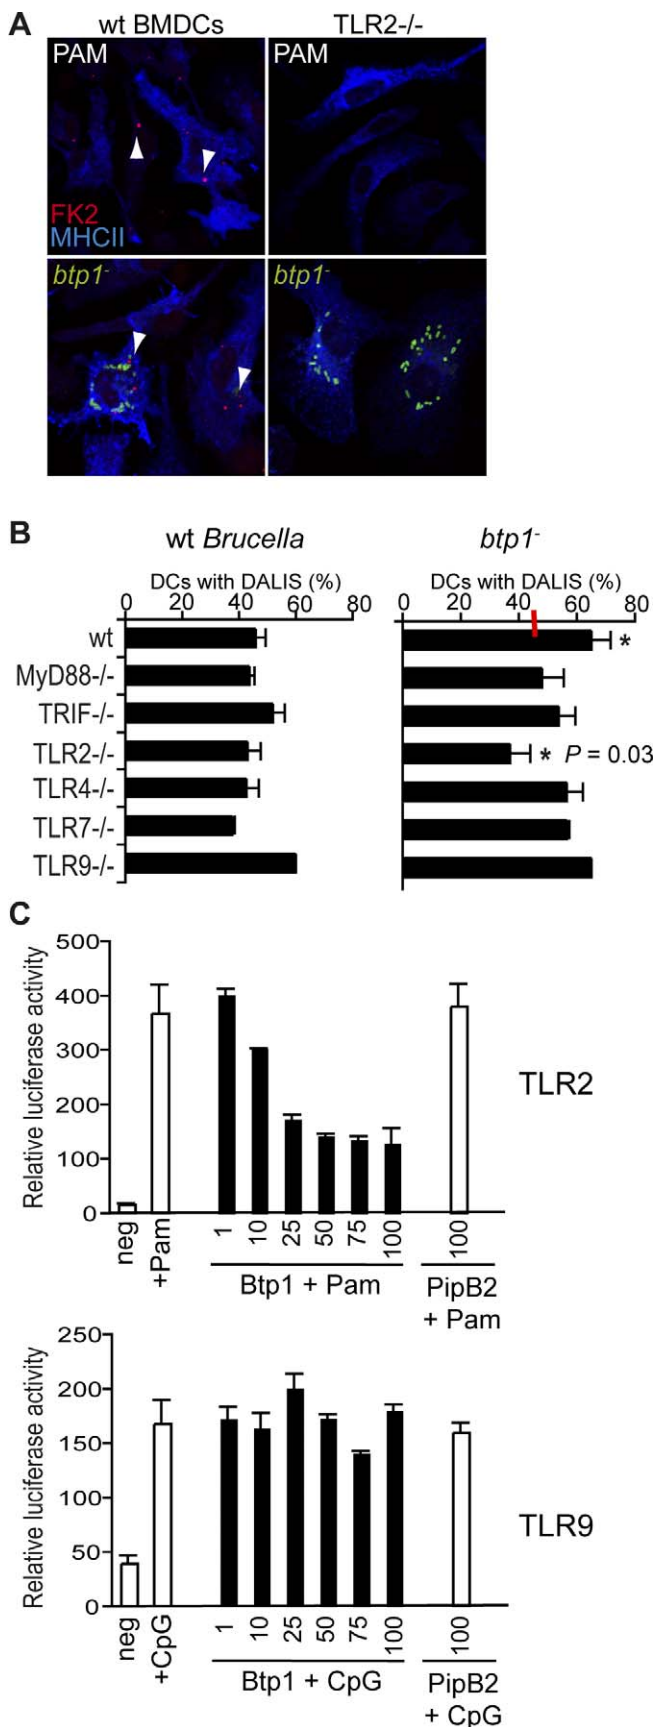 A
wt BMDCs TLR2-/-
PAM PAM
FK2
MHCII
btp1- btp1-
B
wt Brucella btp1-
DCs with DALIS (%) DCs with DALIS (%)
0 20 40 60 80 0 20 40 60 80
wt *
MyD88-/-
TRIF-/-
TLR2-/- * P = 0.03
TLR4-/-
TLR7-/-
TLR9-/-
C
Relative luciferase activity
500
400
300
200
100
0
TLR2
neg +Pam 1 10 25 50 75 100 100
Btp1 + Pam PipB2
+ Pam
Relative luciferase activity
250
200
150
100
50
0
TLR9
neg +CpG 1 10 25 50 75 100 100
Btp1 + CpG PipB2
+ CpG